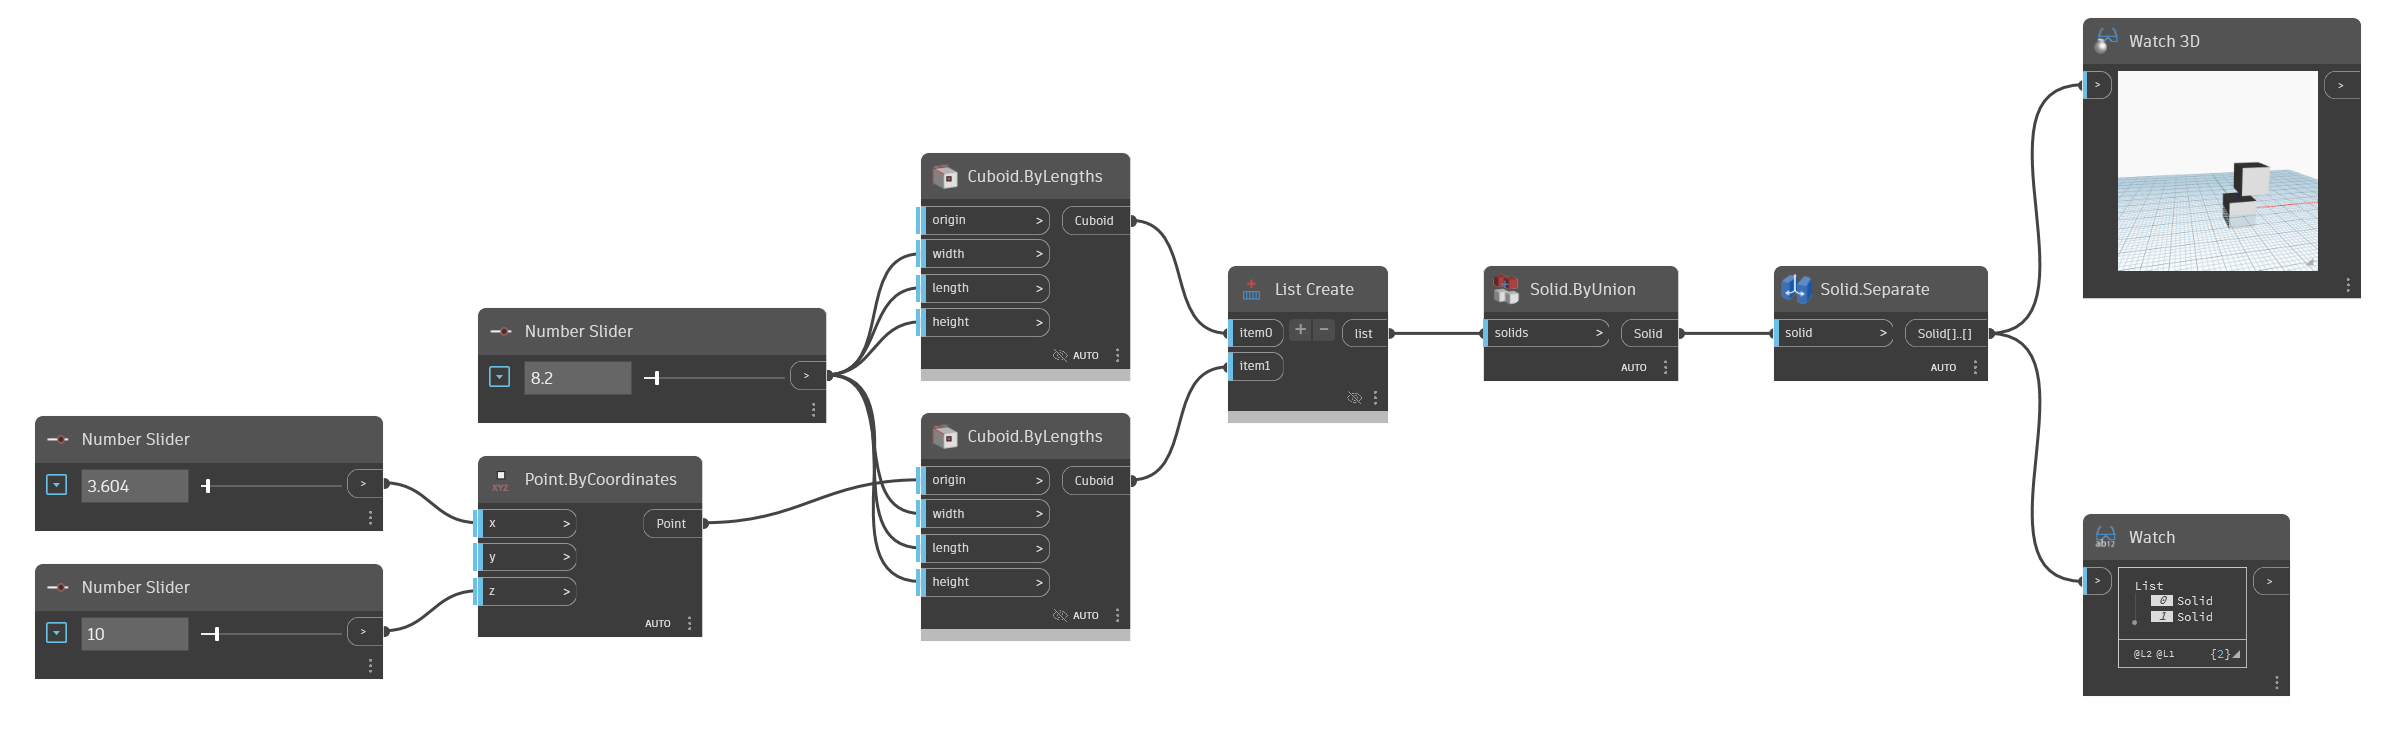 Number Slider
3.604
>
Number Slider
10
>
Number Slider
8.2
>
Point.ByCoordinates
XYZ
x >
Point
y >
z >
AUTO
Cuboid.ByLengths
origin >
Cuboid
width >
length >
height >
AUTO
Cuboid.ByLengths
origin >
Cuboid
width >
length >
height >
AUTO
List Create
item0
+
−
list
item1
Solid.ByUnion
solids >
Solid
AUTO
Solid.Separate
solid >
Solid[]..[]
AUTO
Watch 3D
>
>
ab12
Watch
>
>
List
0 Solid
1 Solid
@L2 @L1
{2}